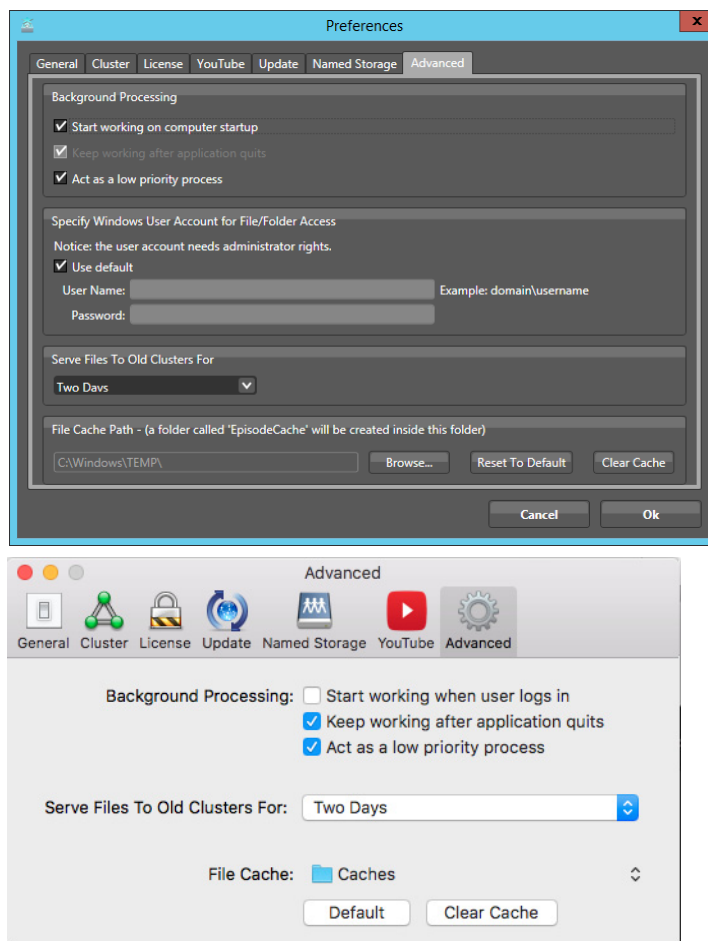 Preferences
x
General Cluster License YouTube Update Named Storage Advanced
Background Processing
Start working on computer startup
Keep working after application quits
Act as a low priority process
Specify Windows User Account for File/Folder Access
Notice: the user account needs administrator rights.
Use default
User Name: Example: domain\username
Password:
Serve Files To Old Clusters For
Two Days
File Cache Path - (a folder called 'EpisodeCache' will be created inside this folder)
C:\Windows\TEMP\ Browse... Reset To Default Clear Cache
Cancel Ok
Advanced
General Cluster License Update Named Storage YouTube Advanced
Background Processing: Start working when user logs in
Keep working after application quits
Act as a low priority process
Serve Files To Old Clusters For: Two Days
File Cache: Caches
Default Clear Cache